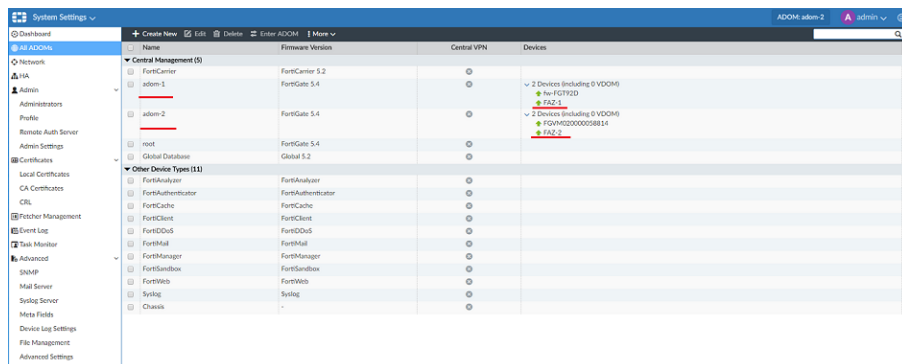 System Settings
ADOM: adom-2
A admin
Dashboard
All ADOMs
Network
HA
Admin
Administrators
Profile
Remote Auth Server
Admin Settings
Certificates
Local Certificates
CA Certificates
CRL
Fetcher Management
Event Log
Task Monitor
Advanced
SNMP
Mail Server
Syslog Server
Meta Fields
Device Log Settings
File Management
Advanced Settings
Create New Edit Delete Enter ADOM More
Name Firmware Version Central VPN Devices
Central Management (5)
FortiCarrier FortiCarrier 5.2
adom-1 FortiGate 5.4 2 Devices (including 0 VDOM)
fw-FGT92D
FAZ-1
adom-2 FortiGate 5.4 2 Devices (including 0 VDOM)
FGVM020000058814
FAZ-2
root FortiGate 5.4
Global Database Global 5.2
Other Device Types (11)
FortiAnalyzer FortiAnalyzer
FortiAuthenticator FortiAuthenticator
FortiCache FortiCache
FortiClient FortiClient
FortiDDoS FortiDDoS
FortiMail FortiMail
FortiManager FortiManager
FortiSandbox FortiSandbox
FortiWeb FortiWeb
Syslog Syslog
Chassis -